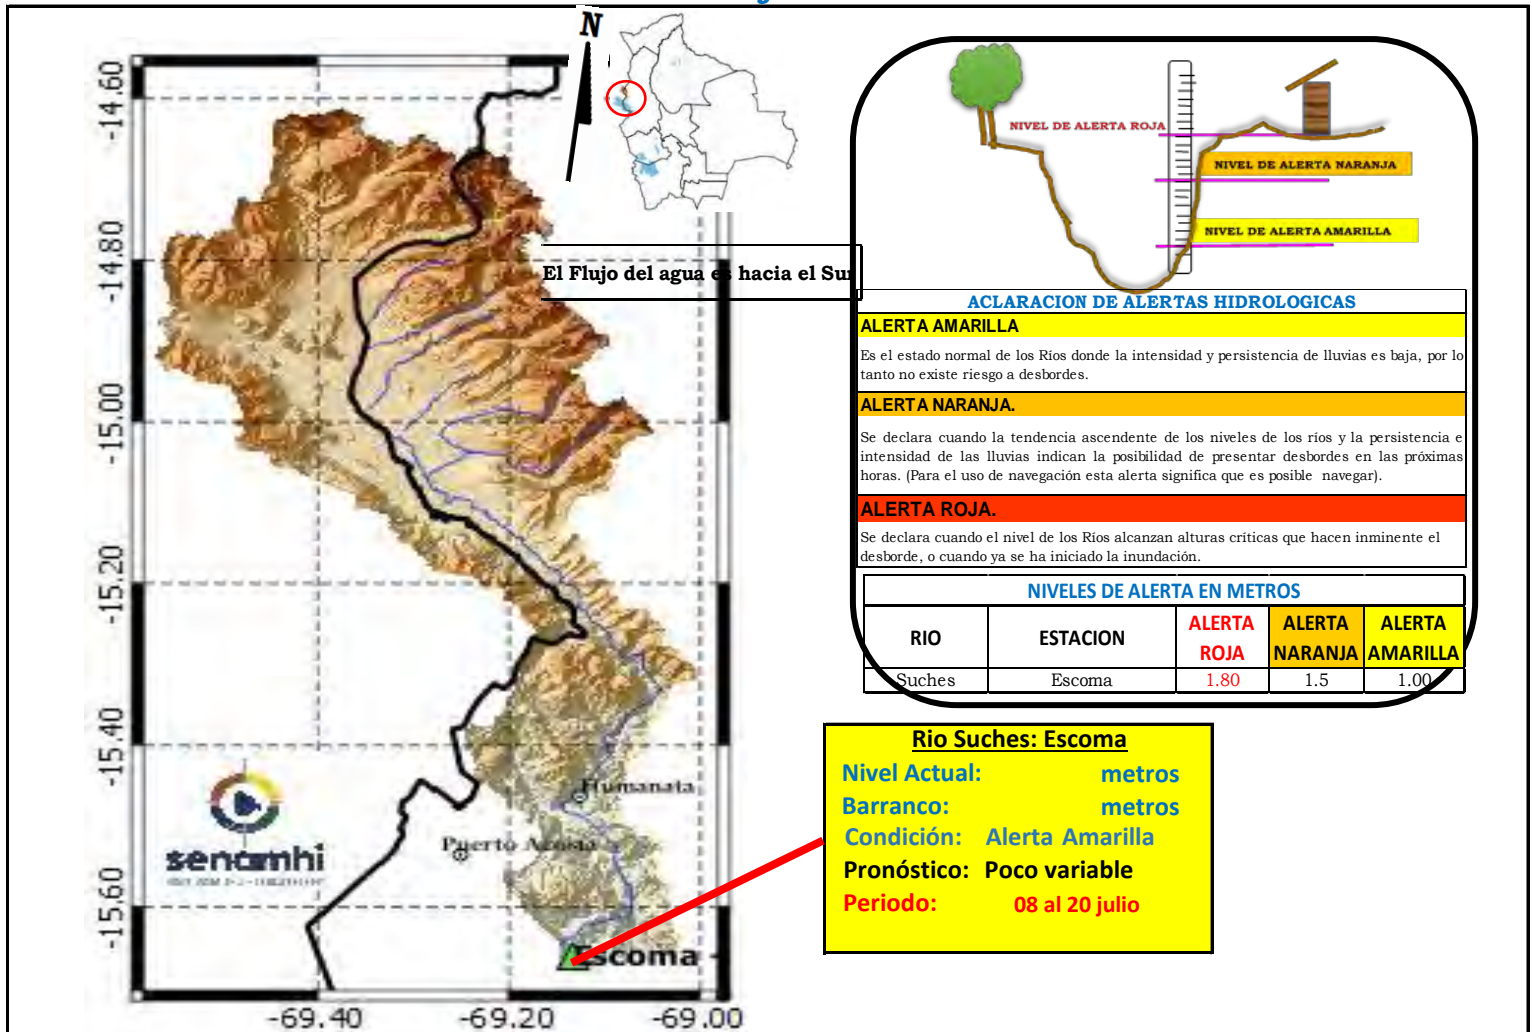 N
-14.60
-14.80
-15.00
-15.20
-15.40
-15.60
-69.40
-69.20
-69.00
El Flujo del agua es hacia el Sur
Humanata
Puerto Acosta
Escoma
senamhi
NIVEL DE ALERTA ROJA
NIVEL DE ALERTA NARANJA
NIVEL DE ALERTA AMARILLA
ACLARACION DE ALERTAS HIDROLOGICAS
ALERTA AMARILLA
Es el estado normal de los Ríos donde la intensidad y persistencia de lluvias es baja, por lo
tanto no existe riesgo a desbordes.
ALERTA NARANJA.
Se declara cuando la tendencia ascendente de los niveles de los ríos y la persistencia e
intensidad de las lluvias indican la posibilidad de presentar desbordes en las próximas
horas. (Para el uso de navegación esta alerta significa que es posible navegar).
ALERTA ROJA.
Se declara cuando el nivel de los Ríos alcanzan alturas críticas que hacen inminente el
desborde, o cuando ya se ha iniciado la inundación.
NIVELES DE ALERTA EN METROS
RIO ESTACION ALERTA ROJA ALERTA NARANJA ALERTA AMARILLA
Suches Escoma 1.80 1.5 1.00
Rio Suches: Escoma
Nivel Actual: metros
Barranco: metros
Condición: Alerta Amarilla
Pronóstico: Poco variable
Periodo: 08 al 20 julio